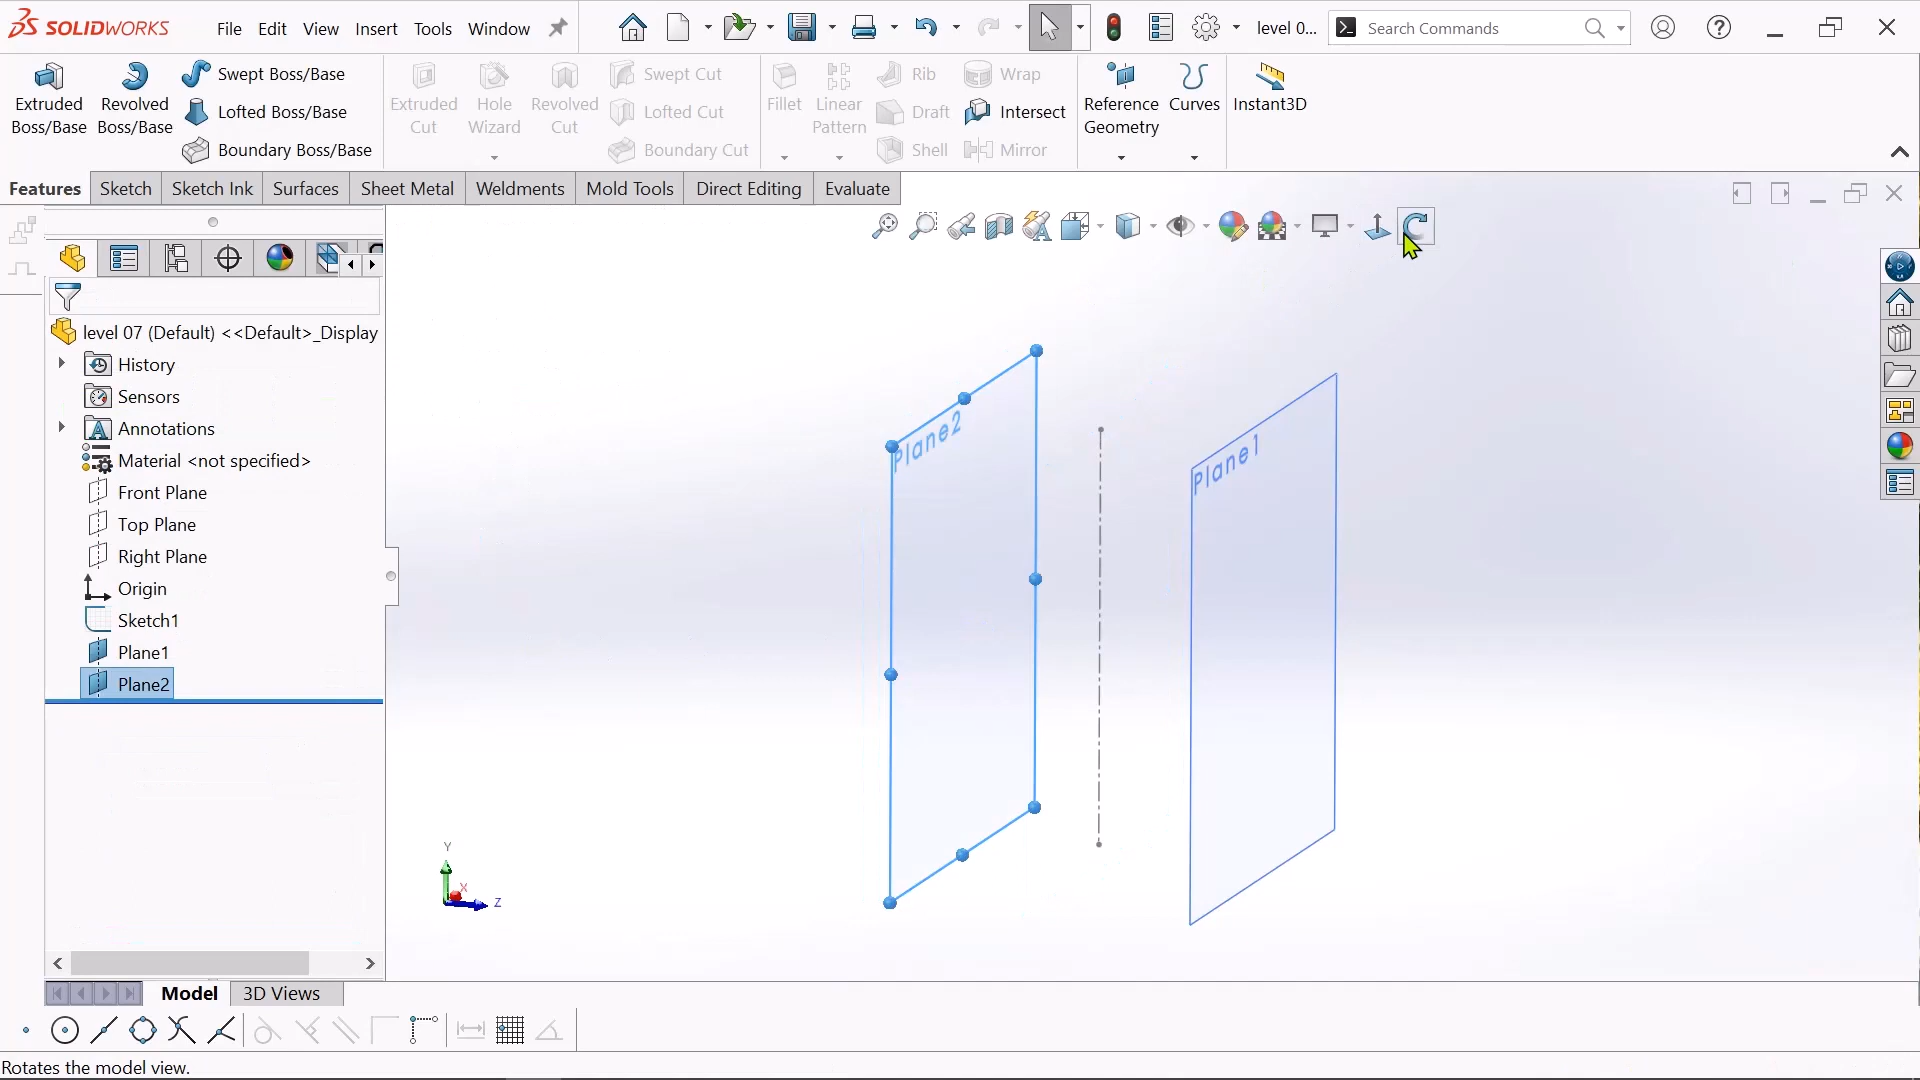 SOLIDWORKS File Edit View Insert Tools Window level 0... Search Commands
Extruded Boss/Base
Revolved Boss/Base
Swept Boss/Base
Lofted Boss/Base
Boundary Boss/Base
Extruded Cut
Hole Wizard
Revolved Cut
Swept Cut
Lofted Cut
Boundary Cut
Fillet
Linear Pattern
Rib
Draft
Shell
Wrap
Intersect
Mirror
Reference Geometry
Curves
Instant3D
Features Sketch Sketch Ink Surfaces Sheet Metal Weldments Mold Tools Direct Editing Evaluate
level 07 (Default) <<Default>_Display
History
Sensors
Annotations
Material <not specified>
Front Plane
Top Plane
Right Plane
Origin
Sketch1
Plane1
Plane2
Plane2
Plane1
Y
X
Z
Model 3D Views
Rotates the model view.